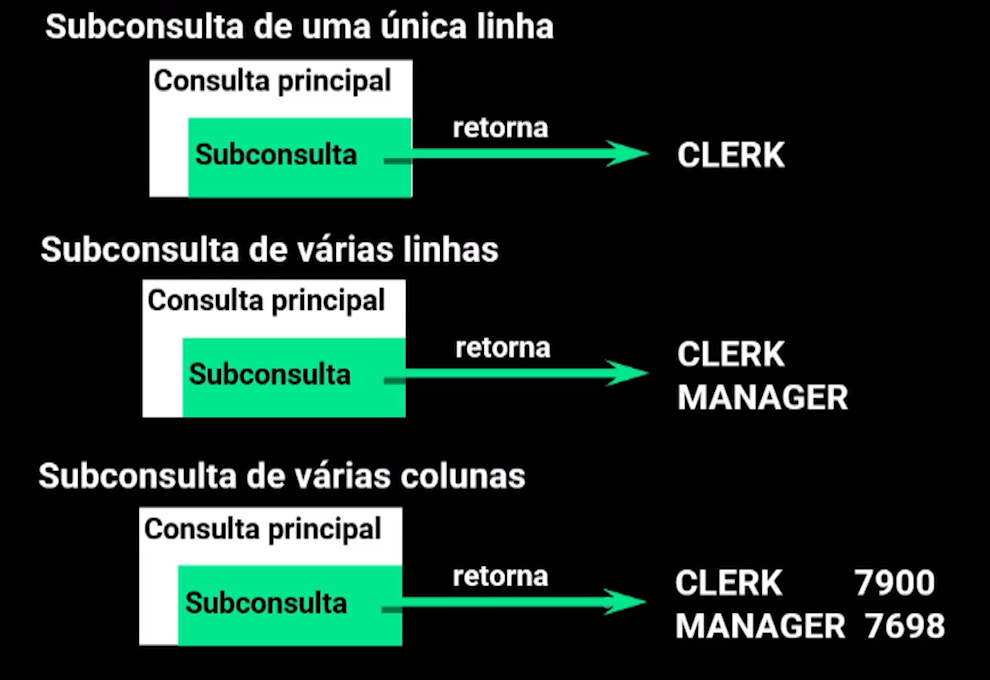 Subconsulta de uma única linha
Consulta principal
Subconsulta
retorna
CLERK
Subconsulta de várias linhas
Consulta principal
Subconsulta
retorna
CLERK
MANAGER
Subconsulta de várias colunas
Consulta principal
Subconsulta
retorna
CLERK 7900
MANAGER 7698